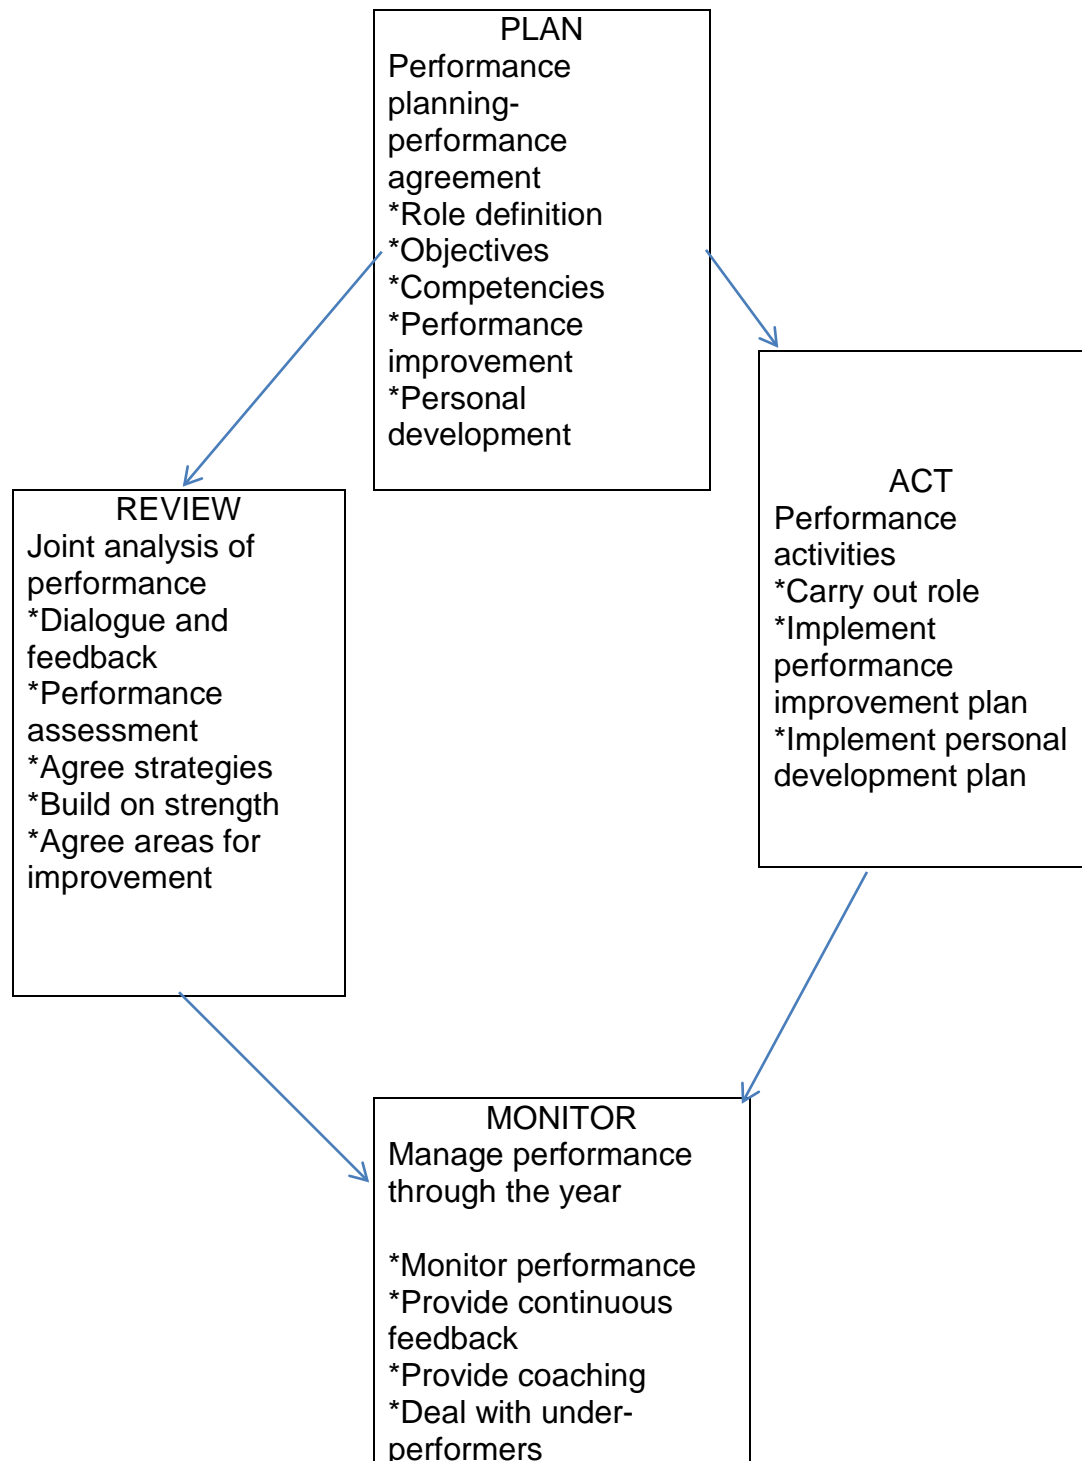 PLAN
Performance
planning-
performance
agreement
*Role definition
*Objectives
*Competencies
*Performance
improvement
*Personal
development
REVIEW
Joint analysis of
performance
*Dialogue and
feedback
*Performance
assessment
*Agree strategies
*Build on strength
*Agree areas for
improvement
ACT
Performance
activities
*Carry out role
*Implement
performance
improvement plan
*Implement personal
development plan
MONITOR
Manage performance
through the year
*Monitor performance
*Provide continuous
feedback
*Provide coaching
*Deal with under-
performers